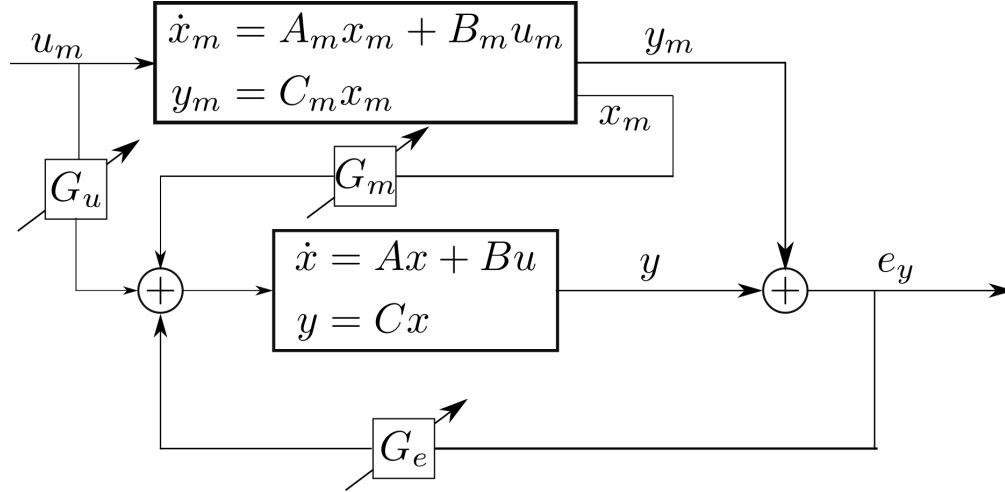 u_m
ẋ_m = A_m x_m + B_m u_m
y_m = C_m x_m
y_m
x_m
G_u
G_m
ẋ = Ax + Bu
y = Cx
y
e_y
+
+
G_e